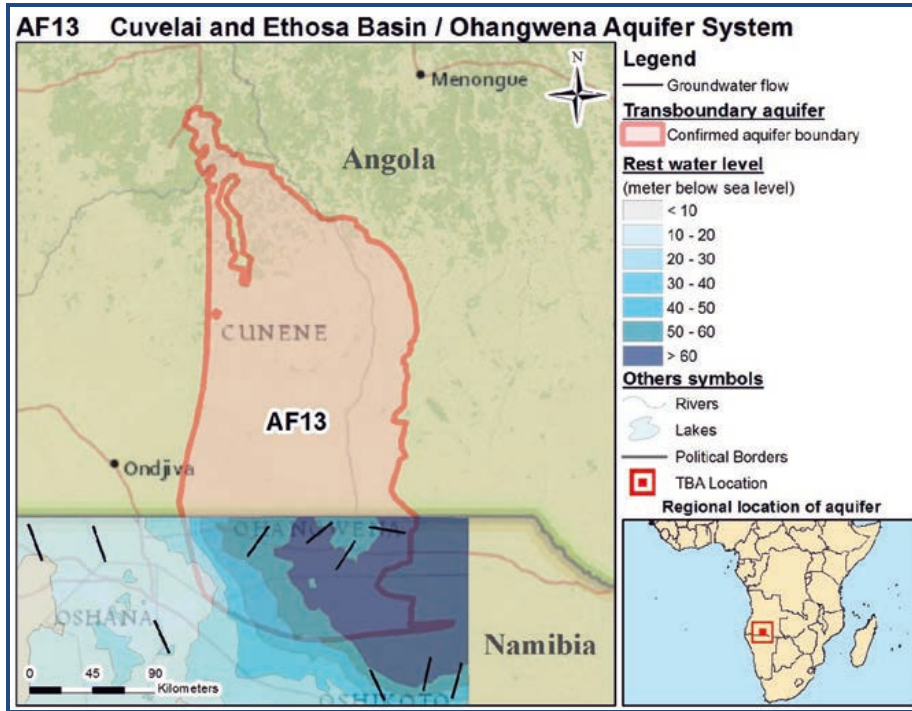 AF13 Cuvelai and Ethosa Basin / Ohangwena Aquifer System
N
Menongue
Angola
CUNENE
AF13
Ondjiva
OHANGWENA
OSHANA
Namibia
OSHIKOTO
0 45 90
Kilometers
Legend
Groundwater flow
Transboundary aquifer
Confirmed aquifer boundary
Rest water level
(meter below sea level)
< 10
10 - 20
20 - 30
30 - 40
40 - 50
50 - 60
> 60
Others symbols
Rivers
Lakes
Political Borders
TBA Location
Regional location of aquifer